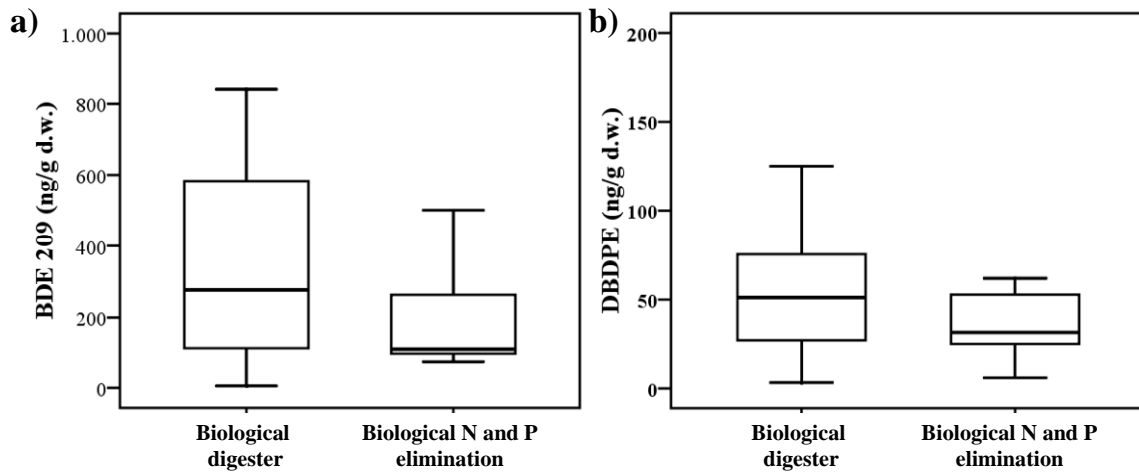 a)
BDE 209 (ng/g d.w.)
1.000
800
600
400
200
0
Biological
digester
Biological N and P
elimination
b)
DBDPE (ng/g d.w.)
200
150
100
50
0
Biological
digester
Biological N and P
elimination